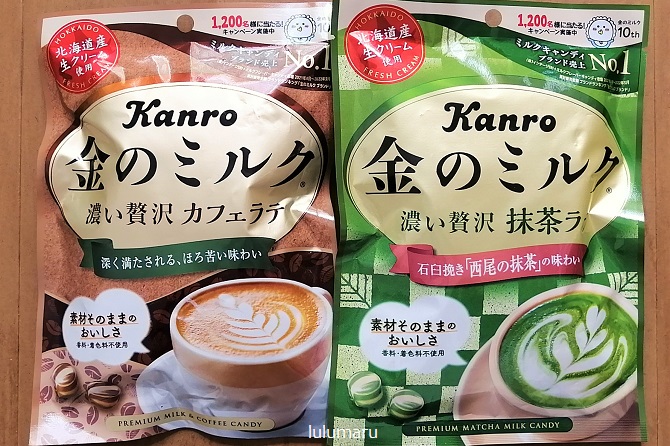 1,200名様に当たる!
キャンペーン実施中
HOKKAIDO
北海道産
生クリーム
使用
FRESH CREAM
ミルクキャンディ
ブランド売上
No.1
Kanro
金のミルク
濃い贅沢 カフェラテ
深く満たされる、ほろ苦い味わい
素材そのままの
おいしさ
香料・着色料不使用
PREMIUM MILK & COFFEE CANDY
1,200名様に当たる!
キャンペーン実施中
金のミルク
10th
HOKKAIDO
北海道産
生クリーム
使用
FRESH CREAM
ミルクキャンディ
ブランド売上
No.1
Kanro
金のミルク
濃い贅沢 抹茶ラ
石臼挽き「西尾の抹茶」の味わい
素材そのままの
おいしさ
香料・着色料不使用
PREMIUM MATCHA MILK CANDY
lulumaru